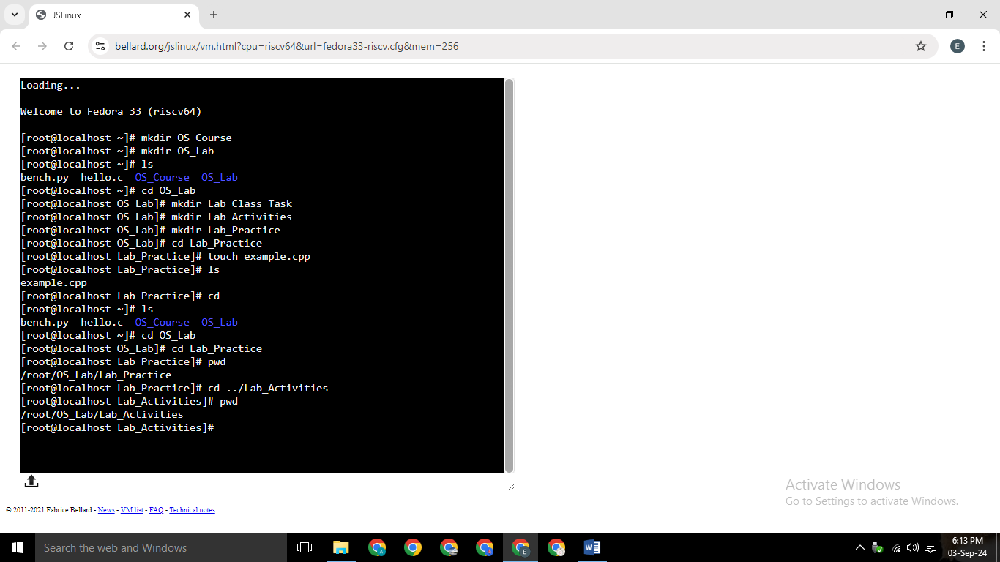 JSLinux
bellard.org/jslinux/vm.html?cpu=riscv64&url=fedora33-riscv.cfg&mem=256
E
Loading...
Welcome to Fedora 33 (riscv64)
[root@localhost ~]# mkdir OS_Course
[root@localhost ~]# mkdir OS_Lab
[root@localhost ~]# ls
bench.py  hello.c  OS_Course  OS_Lab
[root@localhost ~]# cd OS_Lab
[root@localhost OS_Lab]# mkdir Lab_Class_Task
[root@localhost OS_Lab]# mkdir Lab_Activities
[root@localhost OS_Lab]# mkdir Lab_Practice
[root@localhost OS_Lab]# cd Lab_Practice
[root@localhost Lab_Practice]# touch example.cpp
[root@localhost Lab_Practice]# ls
example.cpp
[root@localhost Lab_Practice]# cd
[root@localhost ~]# ls
bench.py  hello.c  OS_Course  OS_Lab
[root@localhost ~]# cd OS_Lab
[root@localhost OS_Lab]# cd Lab_Practice
[root@localhost Lab_Practice]# pwd
/root/OS_Lab/Lab_Practice
[root@localhost Lab_Practice]# cd ../Lab_Activities
[root@localhost Lab_Activities]# pwd
/root/OS_Lab/Lab_Activities
[root@localhost Lab_Activities]#
Activate Windows
Go to Settings to activate Windows.
© 2011-2021 Fabrice Bellard - News - VM list - FAQ - Technical notes
Search the web and Windows
6:13 PM
03-Sep-24